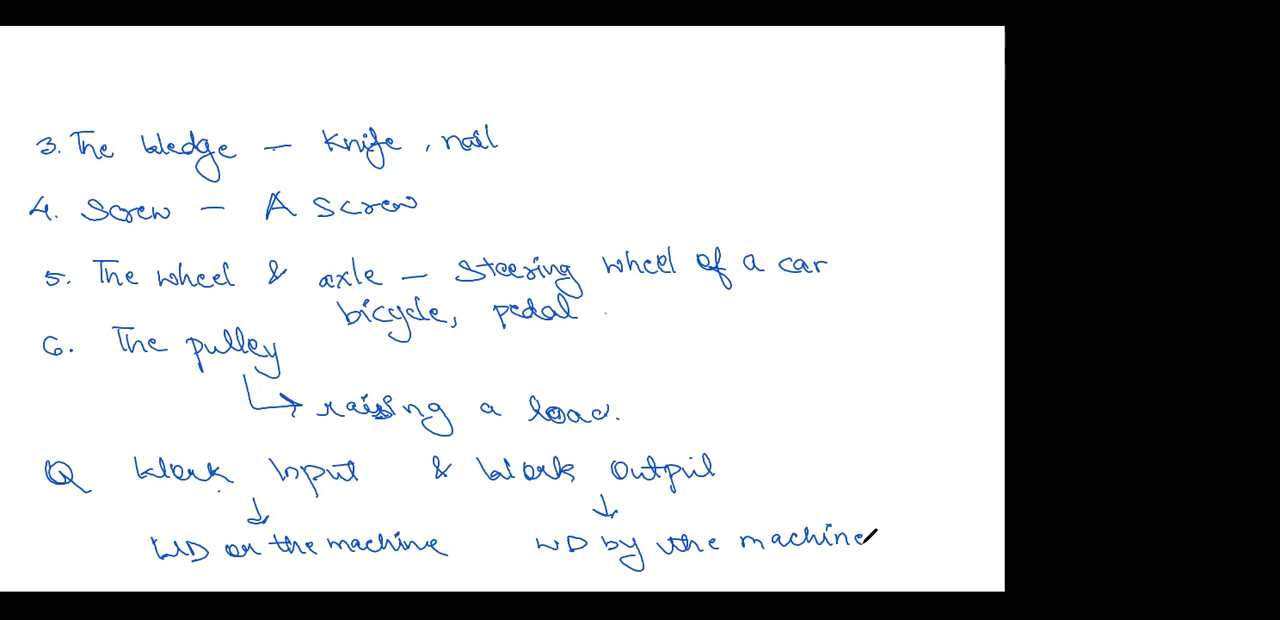 3. The Wedge - Knife, nail
4. Screw - A screw
5. The wheel & axle - Steering wheel of a car
bicycle, pedal
6. The pulley
raising a load.
Q Work Input & Work Output
WD on the machine WD by the machine